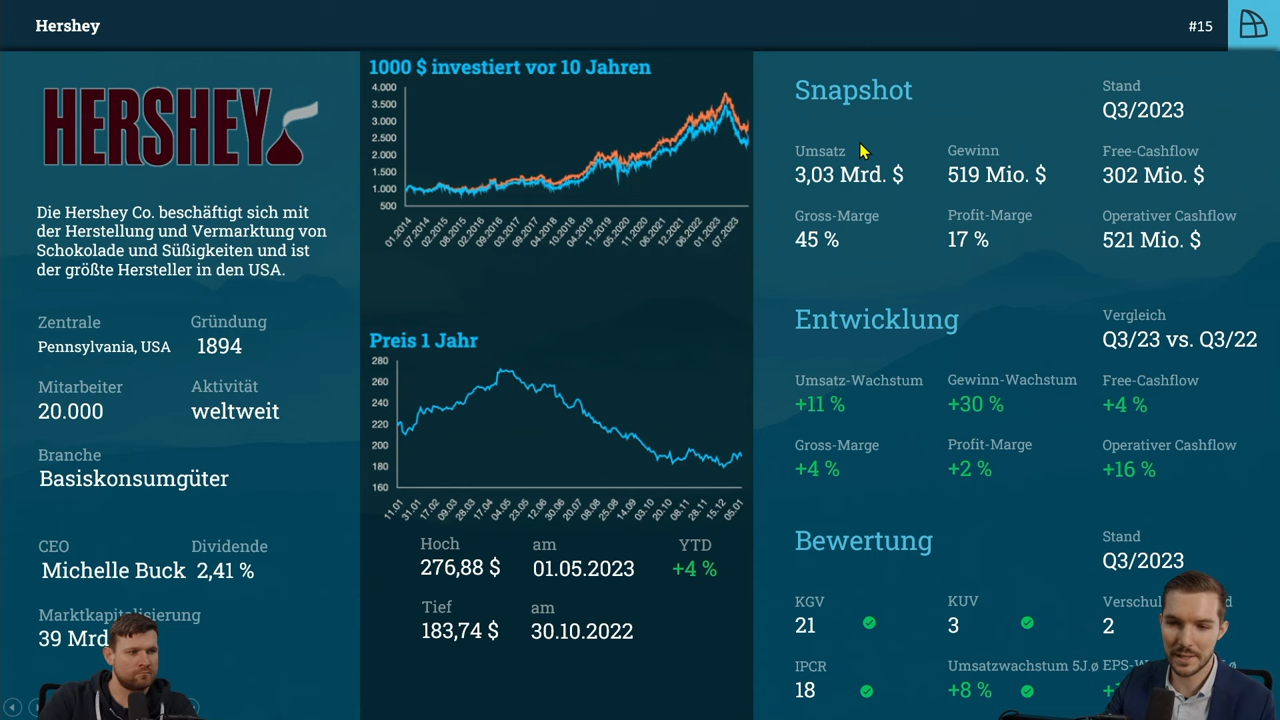 Hershey
#15
HERSHEY
Die Hershey Co. beschäftigt sich mit
der Herstellung und Vermarktung von
Schokolade und Süßigkeiten und ist
der größte Hersteller in den USA.
Zentrale
Gründung
Pennsylvania, USA
1894
Mitarbeiter
Aktivität
20.000
weltweit
Branche
Basiskonsumgüter
CEO
Dividende
Michelle Buck
2,41 %
Marktkapitalisierung
39 Mrd
1000 $ investiert vor 10 Jahren
4.000
3.500
3.000
2.500
2.000
1.500
1.000
500
01.2014
07.2014
02.2015
08.2015
02.2016
09.2016
03.2017
09.2017
04.2018
10.2018
04.2019
11.2019
05.2020
11.2020
06.2021
12.2021
06.2022
01.2023
07.2023
Preis 1 Jahr
280
260
240
220
200
180
160
11.01
31.01
17.02
09.03
28.03
17.04
04.05
23.05
12.06
30.06
20.07
08.08
25.08
14.09
03.10
20.10
08.11
28.11
15.12
05.01
Hoch
am
YTD
276,88 $
01.05.2023
+4 %
Tief
am
183,74 $
30.10.2022
Snapshot
Stand
Q3/2023
Umsatz
Gewinn
Free-Cashflow
3,03 Mrd. $
519 Mio. $
302 Mio. $
Gross-Marge
Profit-Marge
Operativer Cashflow
45 %
17 %
521 Mio. $
Entwicklung
Vergleich
Q3/23 vs. Q3/22
Umsatz-Wachstum
Gewinn-Wachstum
Free-Cashflow
+11 %
+30 %
+4 %
Gross-Marge
Profit-Marge
Operativer Cashflow
+4 %
+2 %
+16 %
Bewertung
Stand
Q3/2023
KGV
KUV
21
3
2
IPCR
Umsatzwachstum 5J.ø
18
+8 %